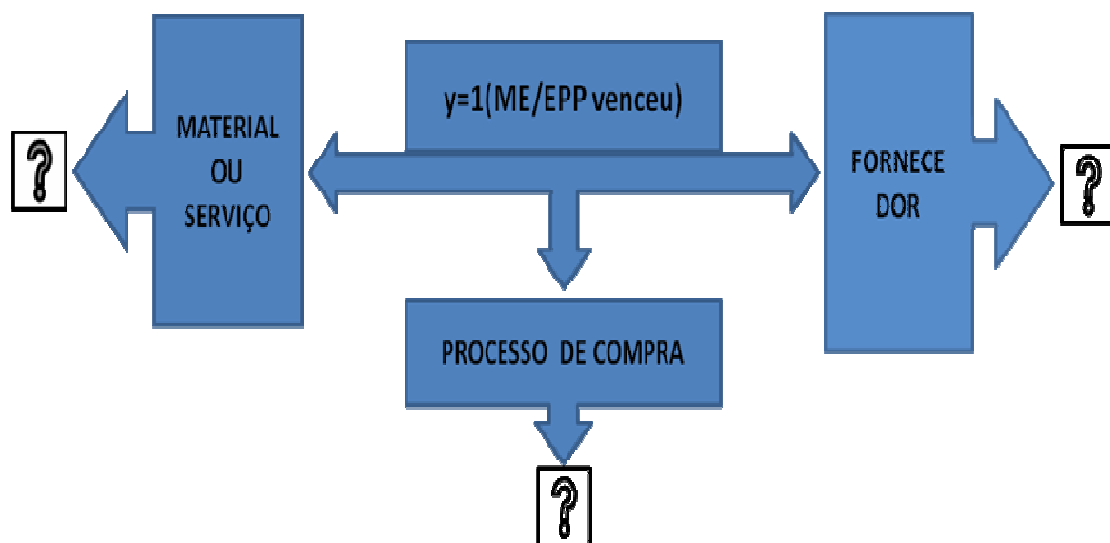 y=1(ME/EPP venceu)
MATERIAL
OU
SERVIÇO
FORNECE
DOR
PROCESSO DE COMPRA
?
?
?